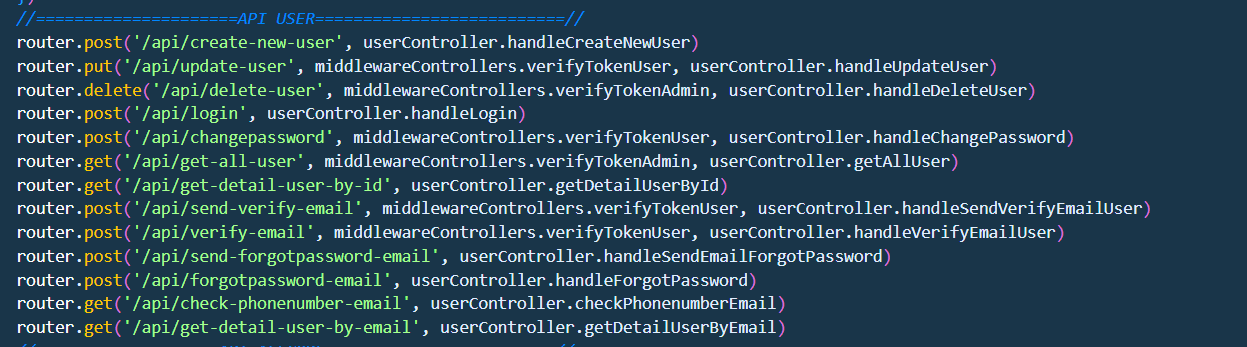 //=====================API USER==========================//
router.post('/api/create-new-user', userController.handleCreateNewUser)
router.put('/api/update-user', middlewareControllers.verifyTokenUser, userController.handleUpdateUser)
router.delete('/api/delete-user', middlewareControllers.verifyTokenAdmin, userController.handleDeleteUser)
router.post('/api/login', userController.handleLogin)
router.post('/api/changepassword', middlewareControllers.verifyTokenUser, userController.handleChangePassword)
router.get('/api/get-all-user', middlewareControllers.verifyTokenAdmin, userController.getAllUser)
router.get('/api/get-detail-user-by-id', userController.getDetailUserById)
router.post('/api/send-verify-email', middlewareControllers.verifyTokenUser, userController.handleSendVerifyEmailUser)
router.post('/api/verify-email', middlewareControllers.verifyTokenUser, userController.handleVerifyEmailUser)
router.post('/api/send-forgotpassword-email', userController.handleSendEmailForgotPassword)
router.post('/api/forgotpassword-email', userController.handleForgotPassword)
router.get('/api/check-phonenumber-email', userController.checkPhonenumberEmail)
router.get('/api/get-detail-user-by-email', userController.getDetailUserByEmail)